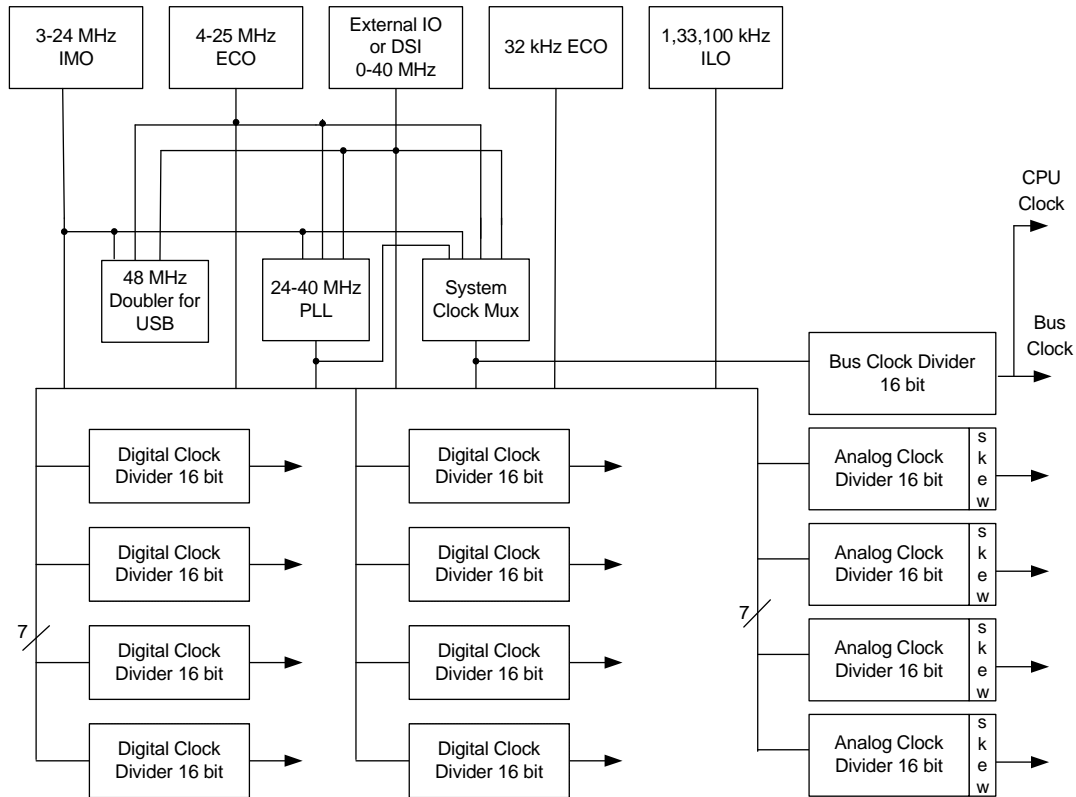 3-24 MHz
IMO
4-25 MHz
ECO
External IO
or DSI
0-40 MHz
32 kHz ECO
1,33,100 kHz
ILO
CPU
Clock
48 MHz
Doubler for
USB
24-40 MHz
PLL
System
Clock Mux
Bus
Clock
Bus Clock Divider
16 bit
Digital Clock
Divider 16 bit
Digital Clock
Divider 16 bit
Analog Clock
Divider 16 bit
s
k
e
w
Digital Clock
Divider 16 bit
Digital Clock
Divider 16 bit
Analog Clock
Divider 16 bit
s
k
e
w
7
7
Digital Clock
Divider 16 bit
Digital Clock
Divider 16 bit
Analog Clock
Divider 16 bit
s
k
e
w
Digital Clock
Divider 16 bit
Digital Clock
Divider 16 bit
Analog Clock
Divider 16 bit
s
k
e
w